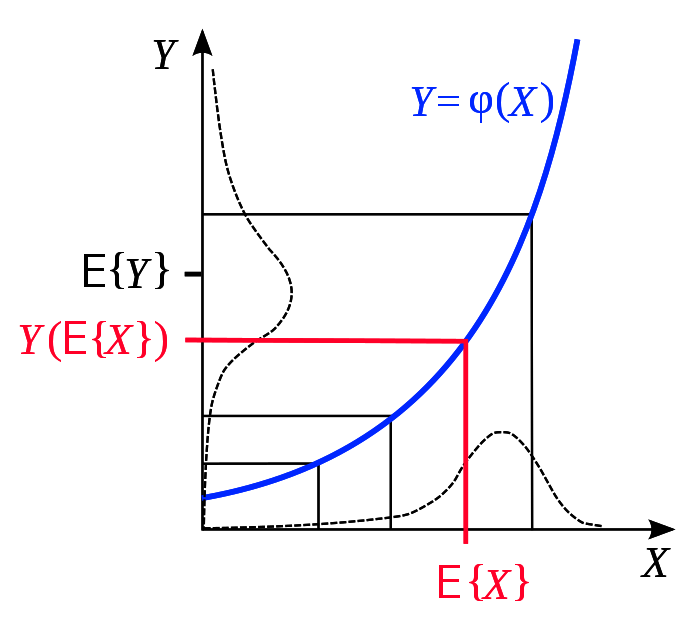 Y
Y= φ(X)
E{Y}
Y(E{X})
X
E{X}